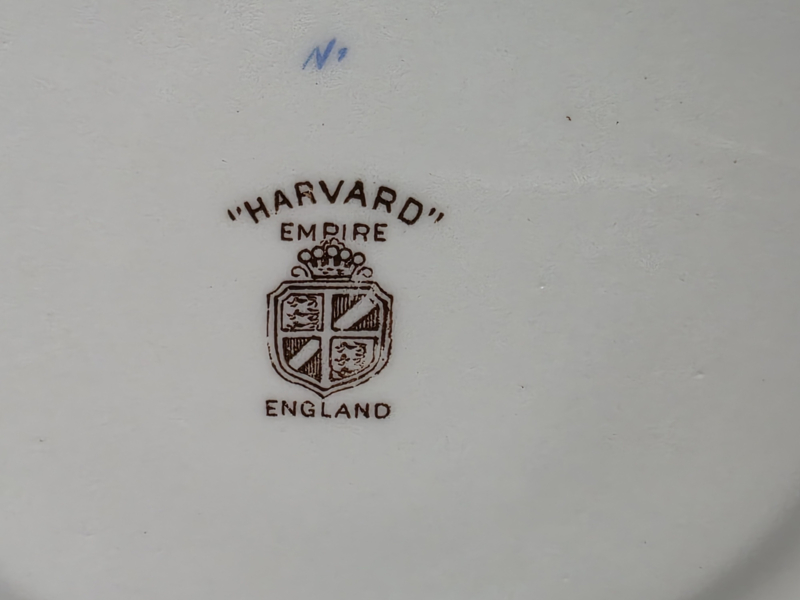 N.
"HARVARD"
EMPIRE
ENGLAND